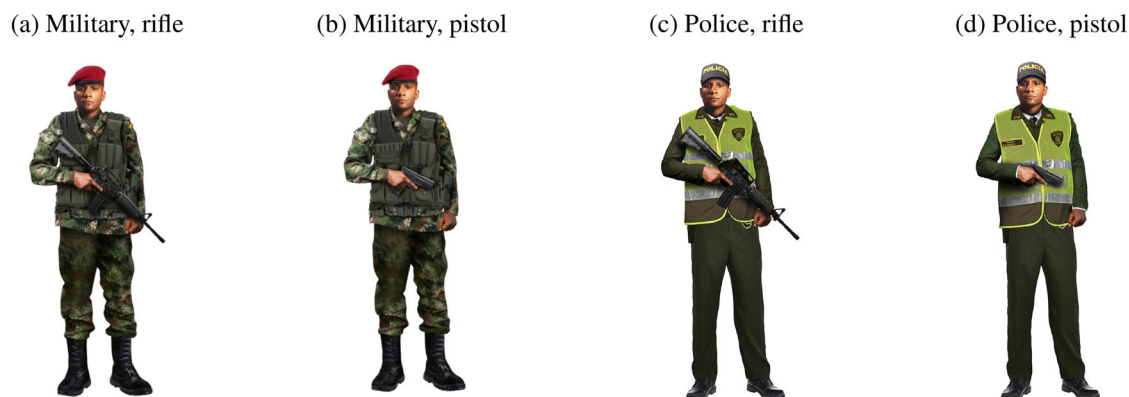 (a) Military, rifle
(b) Military, pistol
(c) Police, rifle
(d) Police, pistol
POLICIA
POLICIA